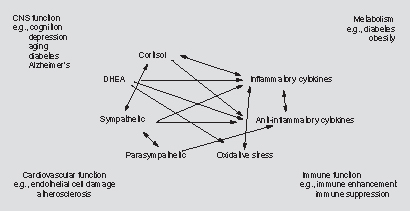 CNS function
e.g., cognition
depression
aging
diabetes
Alzheimer's
Metabolism
e.g., diabetes
obesity
Cortisol
DHEA
Inflammatory cytokines
Sympathetic
Anti-inflammatory cytokines
Parasympathetic
Oxidative stress
Cardiovascular function
e.g., endothelial cell damage
atherosclerosis
Immune function
e.g., immune enhancement
immune suppression